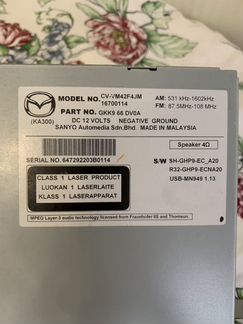 MODEL NO. CV-VM42F4JM
16700114
AM: 531 kHz-1602kHz
FM: 87.5MHz-108 MHz
(KA300)
PART NO. GKK9 66 DV0A
DC 12 VOLTS NEGATIVE GROUND
SANYO Automedia Sdn.Bhd. MADE IN MALAYSIA
Speaker 4Ω
SERIAL NO. 647292203B0114
S/W SH-GHP9-EC_A20
R32-GHP9-ECNA20
USB-MN949 1.13
CLASS 1 LASER PRODUCT
LUOKAN 1 LASERLAITE
KLASS 1 LASERAPPARAT
MPEG Layer-3 audio technology licensed from Fraunhofer IIS and Thomson.